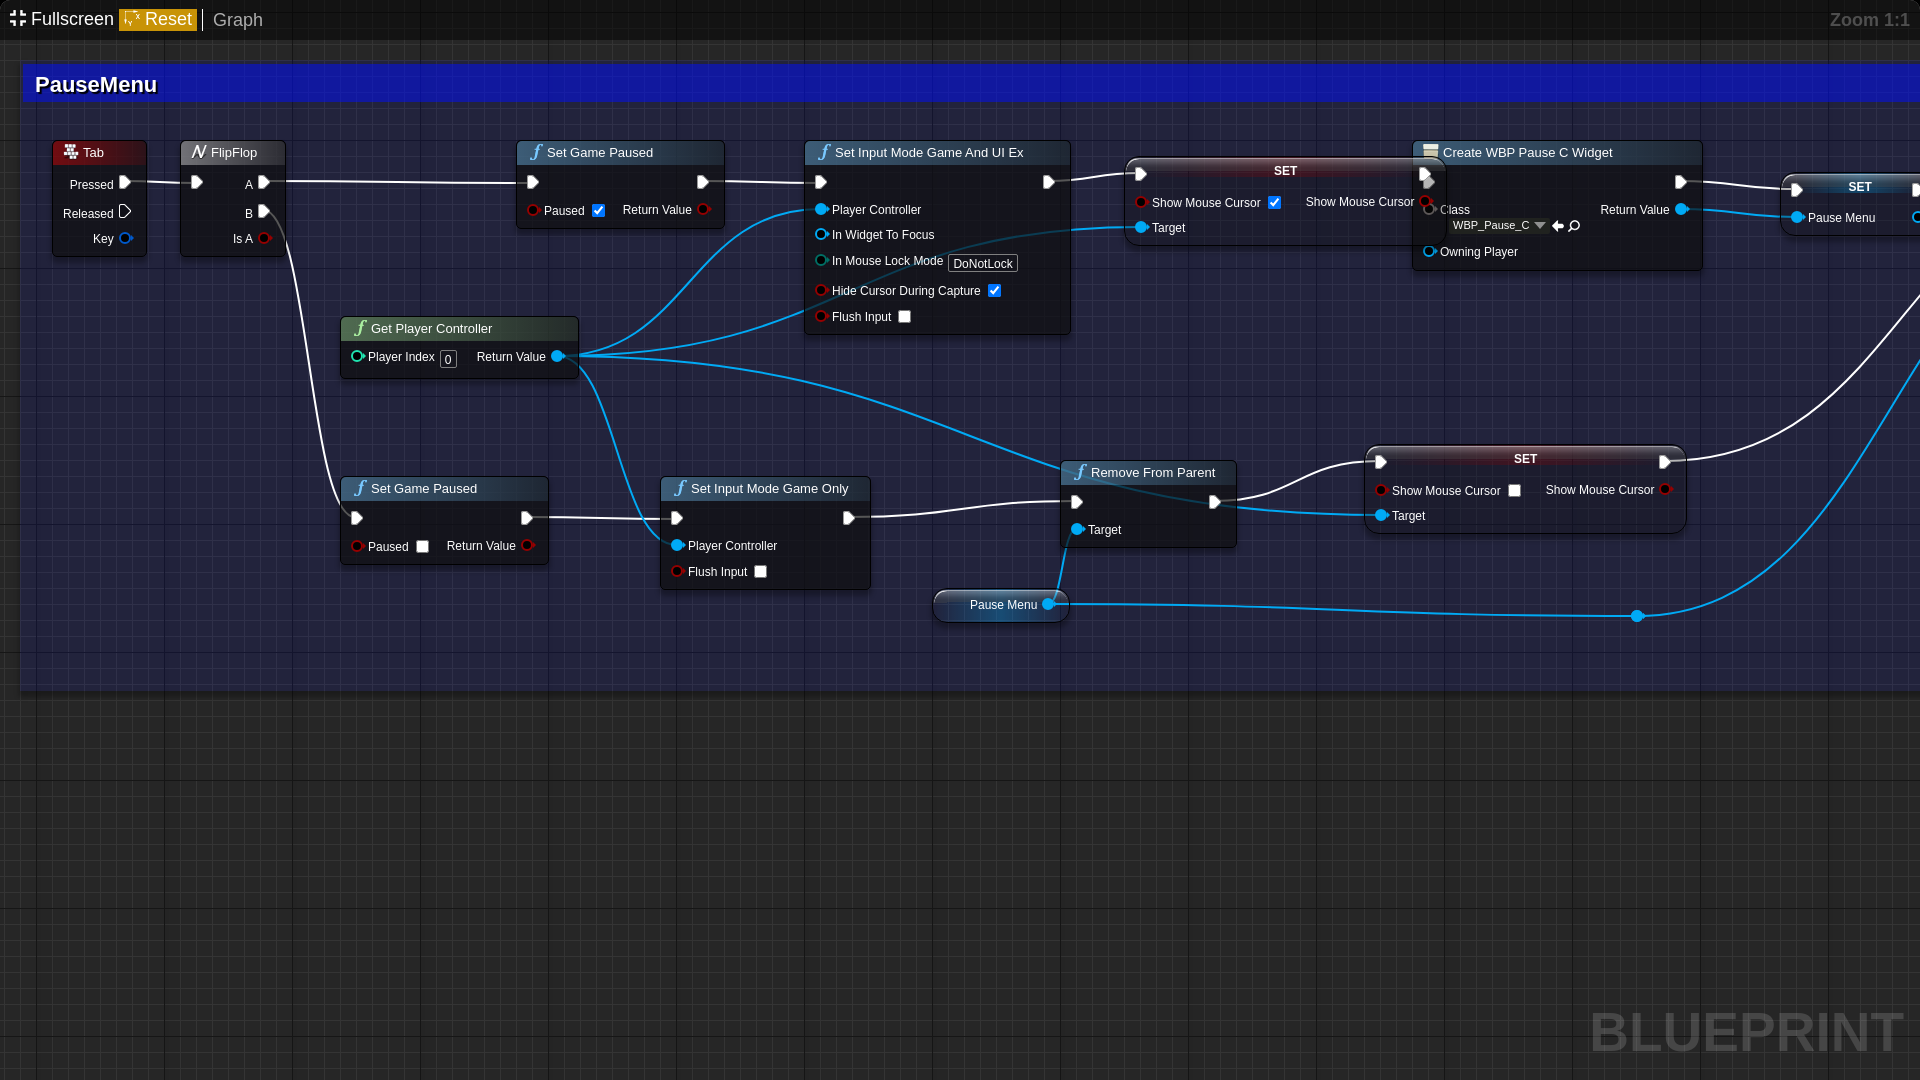 Fullscreen Reset Graph Zoom 1:1
PauseMenu
Tab
Pressed
Released
Key
FlipFlop
A
B
Is A
Set Game Paused
Paused Return Value
Set Input Mode Game And UI Ex
Player Controller
In Widget To Focus
In Mouse Lock Mode DoNotLock
Hide Cursor During Capture
Flush Input
SET
Show Mouse Cursor Show Mouse Cursor
Target
Create WBP Pause C Widget
Class Return Value
WBP_Pause_C
Owning Player
SET
Pause Menu
Get Player Controller
Player Index 0 Return Value
Set Game Paused
Paused Return Value
Set Input Mode Game Only
Player Controller
Flush Input
Remove From Parent
Target
SET
Show Mouse Cursor Show Mouse Cursor
Target
Pause Menu
BLUEPRINT